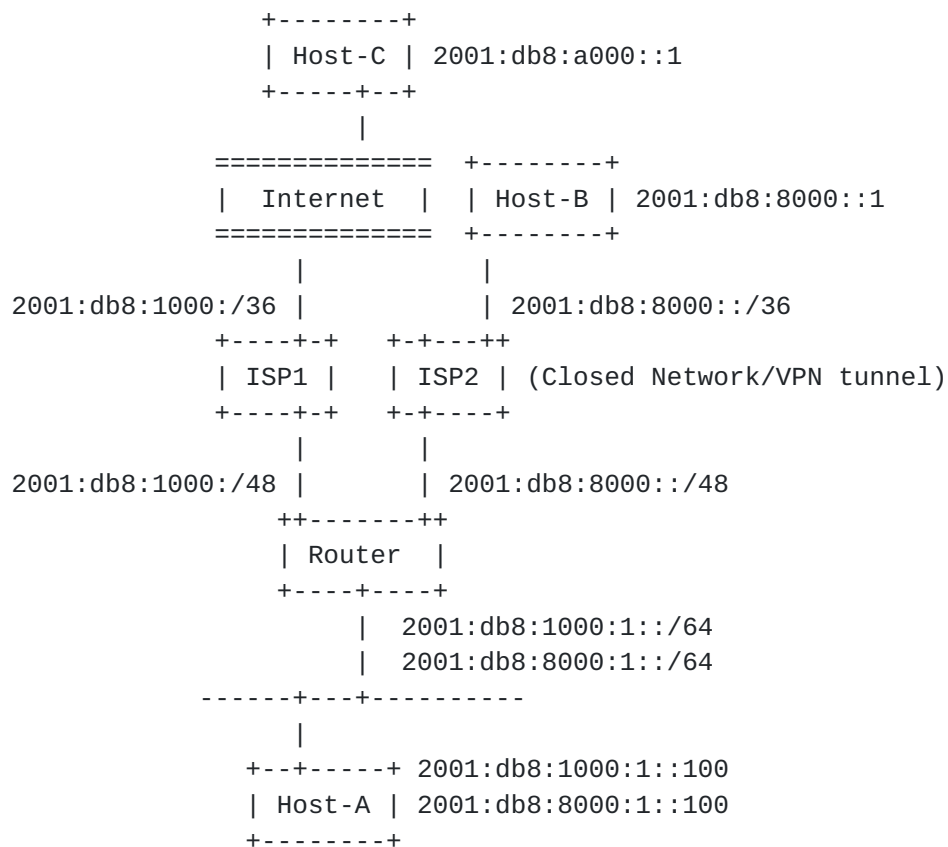 +--------+
| Host-C | 2001:db8:a000::1
+-----+--+
|
============== +--------+
| Internet | | Host-B | 2001:db8:8000::1
============== +--------+
| |
2001:db8:1000:/36 | | 2001:db8:8000::/36
+----+-+ +-+---++
| ISP1 | | ISP2 | (Closed Network/VPN tunnel)
+----+-+ +-+----+
| |
2001:db8:1000:/48 | | 2001:db8:8000::/48
++-------++
| Router |
+----+----+
| 2001:db8:1000:1::/64
| 2001:db8:8000:1::/64
------+---+----------
|
+--+-----+ 2001:db8:1000:1::100
| Host-A | 2001:db8:8000:1::100
+--------+